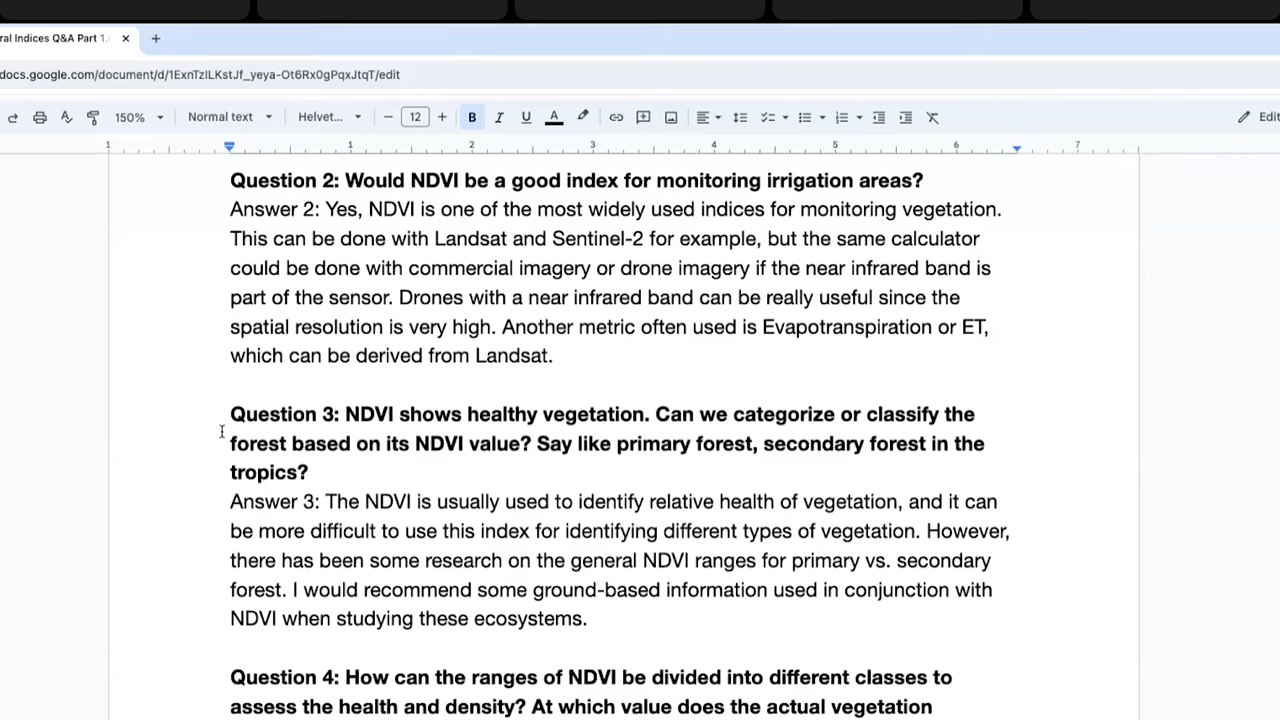 ral Indices Q&A Part 1.
docs.google.com/document/d/1ExnTzlLKstJf_yeya-Ot6Rx0gPqxJtqT/edit
150% Normal text Helvet... 12 B I U A Edit
1 1 2 3 4 5 6 7
Question 2: Would NDVI be a good index for monitoring irrigation areas?
Answer 2: Yes, NDVI is one of the most widely used indices for monitoring vegetation.
This can be done with Landsat and Sentinel-2 for example, but the same calculator
could be done with commercial imagery or drone imagery if the near infrared band is
part of the sensor. Drones with a near infrared band can be really useful since the
spatial resolution is very high. Another metric often used is Evapotranspiration or ET,
which can be derived from Landsat.
Question 3: NDVI shows healthy vegetation. Can we categorize or classify the
forest based on its NDVI value? Say like primary forest, secondary forest in the
tropics?
Answer 3: The NDVI is usually used to identify relative health of vegetation, and it can
be more difficult to use this index for identifying different types of vegetation. However,
there has been some research on the general NDVI ranges for primary vs. secondary
forest. I would recommend some ground-based information used in conjunction with
NDVI when studying these ecosystems.
Question 4: How can the ranges of NDVI be divided into different classes to
assess the health and density? At which value does the actual vegetation